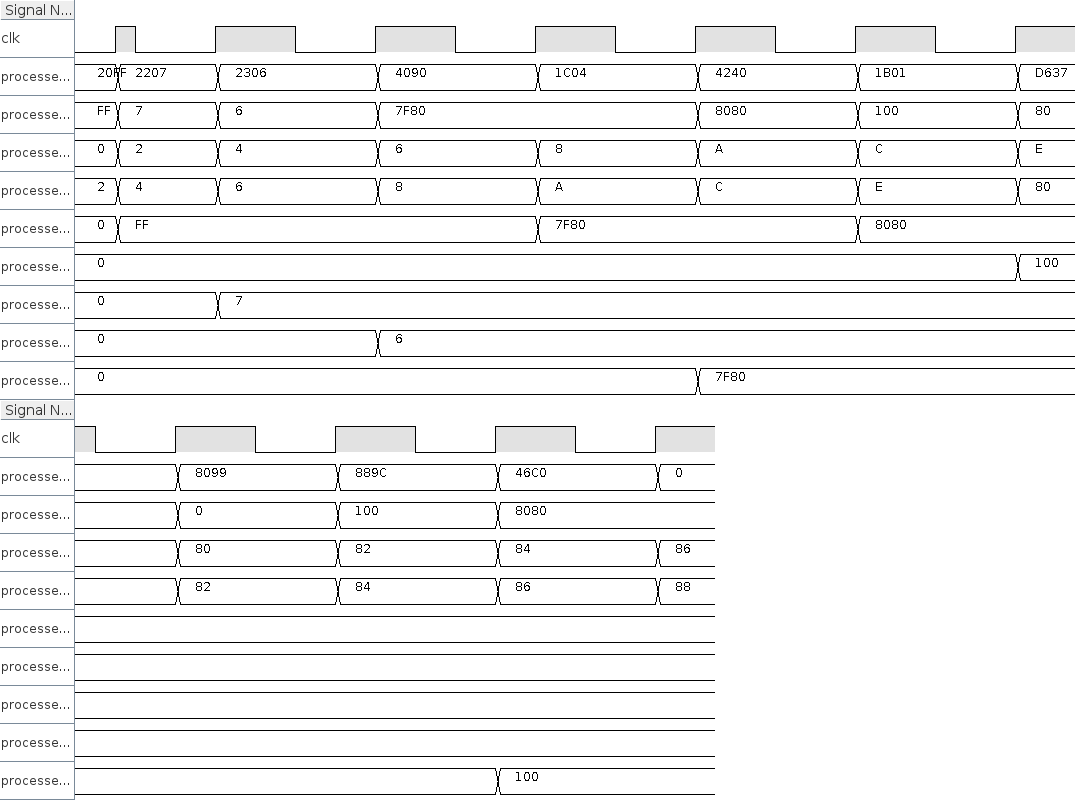 Signal N...
clk
processe... 20FF 2207 2306 4090 1C04 4240 1B01 D637
processe... FF 7 6 7F80 8080 100 80
processe... 0 2 4 6 8 A C E
processe... 2 4 6 8 A C E 80
processe... 0 FF 7F80 8080
processe... 0 100
processe... 0 7
processe... 0 6
processe... 0 7F80
Signal N...
clk
processe... 8099 889C 46C0 0
processe... 0 100 8080
processe... 80 82 84 86
processe... 82 84 86 88
processe...
processe...
processe...
processe...
processe... 100